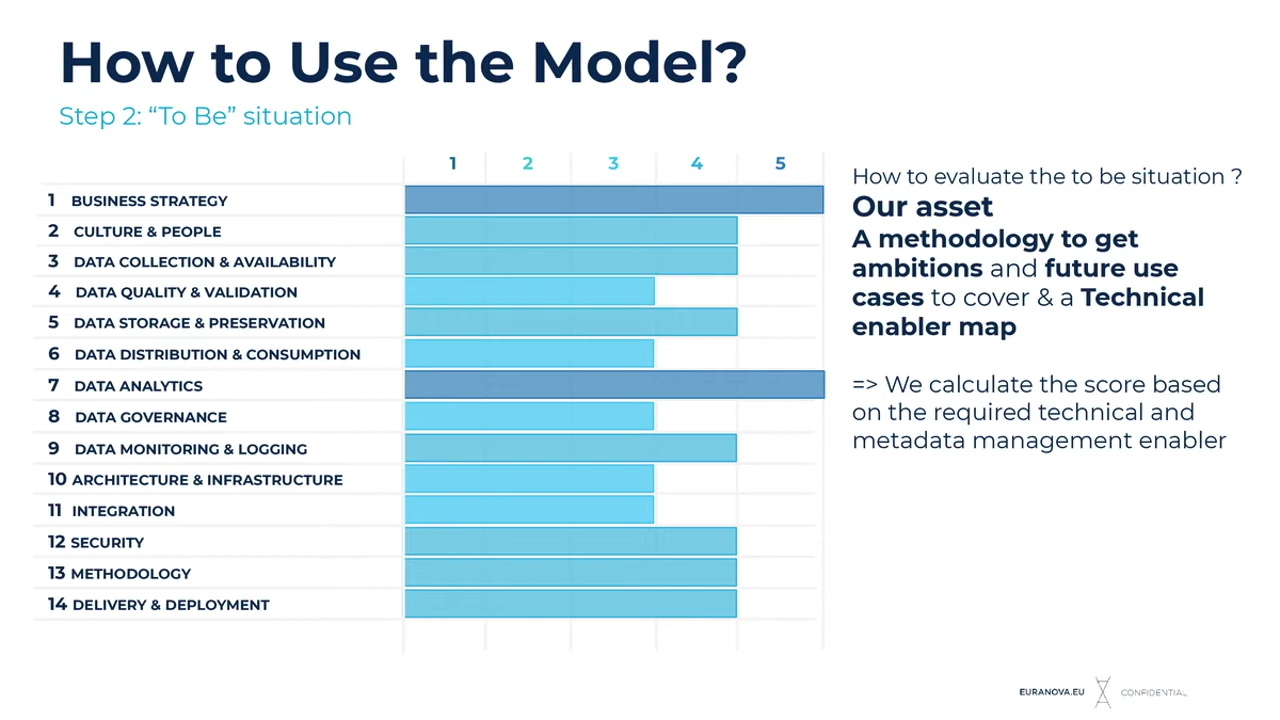 How to Use the Model?
Step 2: “To Be” situation
1 2 3 4 5
1 BUSINESS STRATEGY
2 CULTURE & PEOPLE
3 DATA COLLECTION & AVAILABILITY
4 DATA QUALITY & VALIDATION
5 DATA STORAGE & PRESERVATION
6 DATA DISTRIBUTION & CONSUMPTION
7 DATA ANALYTICS
8 DATA GOVERNANCE
9 DATA MONITORING & LOGGING
10 ARCHITECTURE & INFRASTRUCTURE
11 INTEGRATION
12 SECURITY
13 METHODOLOGY
14 DELIVERY & DEPLOYMENT
How to evaluate the to be situation ?
Our asset
A methodology to get
ambitions and future use
cases to cover & a Technical
enabler map
=> We calculate the score based
on the required technical and
metadata management enabler
EURANOVA.EU CONFIDENTIAL